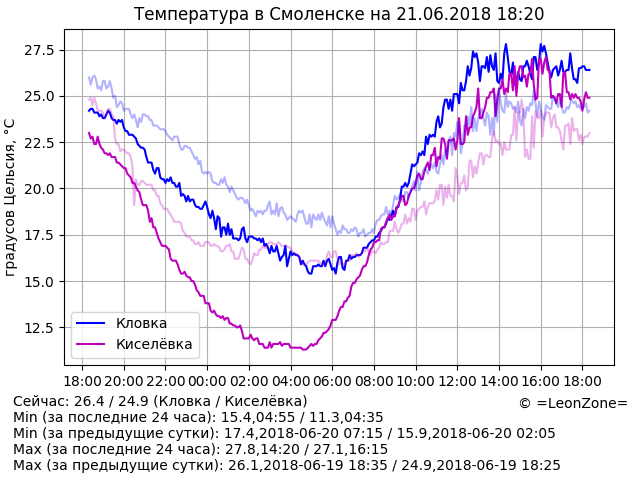 Температура в Смоленске на 21.06.2018 18:20
градусов Цельсия, °C
27.5
25.0
22.5
20.0
17.5
15.0
12.5
Кловка
Киселёвка
18:00 20:00 22:00 00:00 02:00 04:00 06:00 08:00 10:00 12:00 14:00 16:00 18:00
Сейчас: 26.4 / 24.9 (Кловка / Киселёвка)
© =LeonZone=
Min (за последние 24 часа): 15.4,04:55 / 11.3,04:35
Min (за предыдущие сутки): 17.4,2018-06-20 07:15 / 15.9,2018-06-20 02:05
Max (за последние 24 часа): 27.8,14:20 / 27.1,16:15
Max (за предыдущие сутки): 26.1,2018-06-19 18:35 / 24.9,2018-06-19 18:25